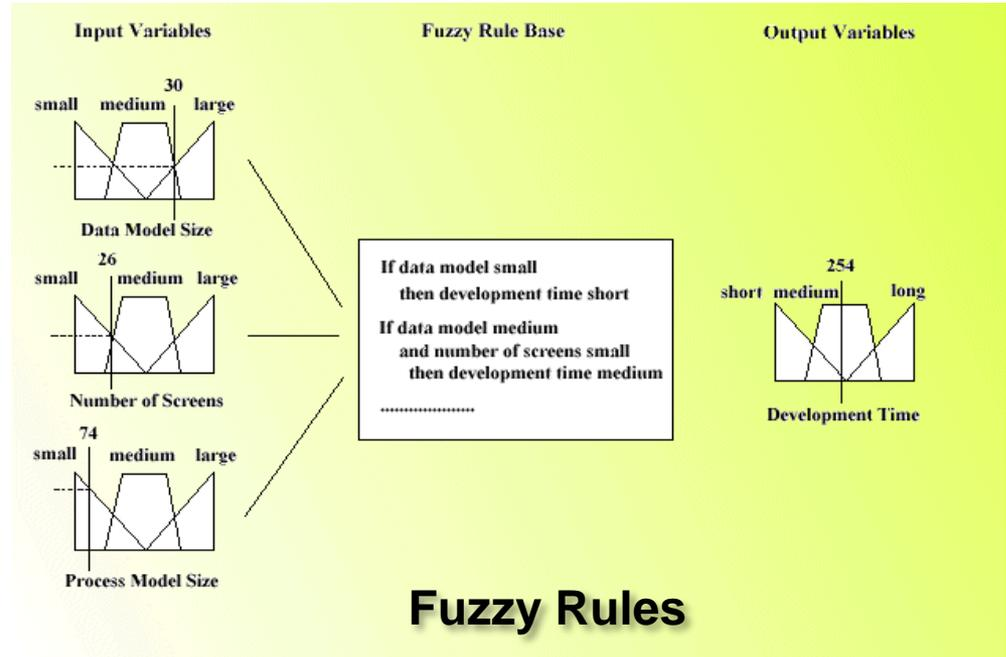 Input Variables
Fuzzy Rule Base
Output Variables
30
small medium large
Data Model Size
26
small medium large
Number of Screens
74
small medium large
Process Model Size
If data model small
then development time short
If data model medium
and number of screens small
then development time medium
....................
254
short medium long
Development Time
Fuzzy Rules